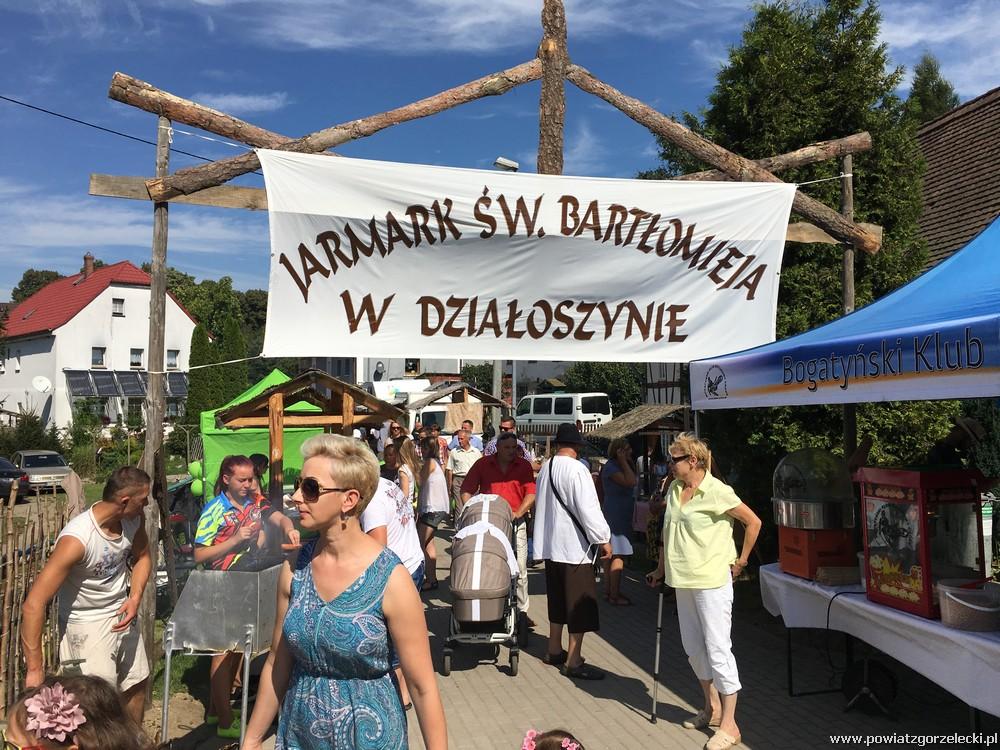 JARMARK ŚW. BARTŁOMIEJA
W DZIAŁOSZYNIE
Bogatyński Klub
www.powiatzgorzelecki.pl